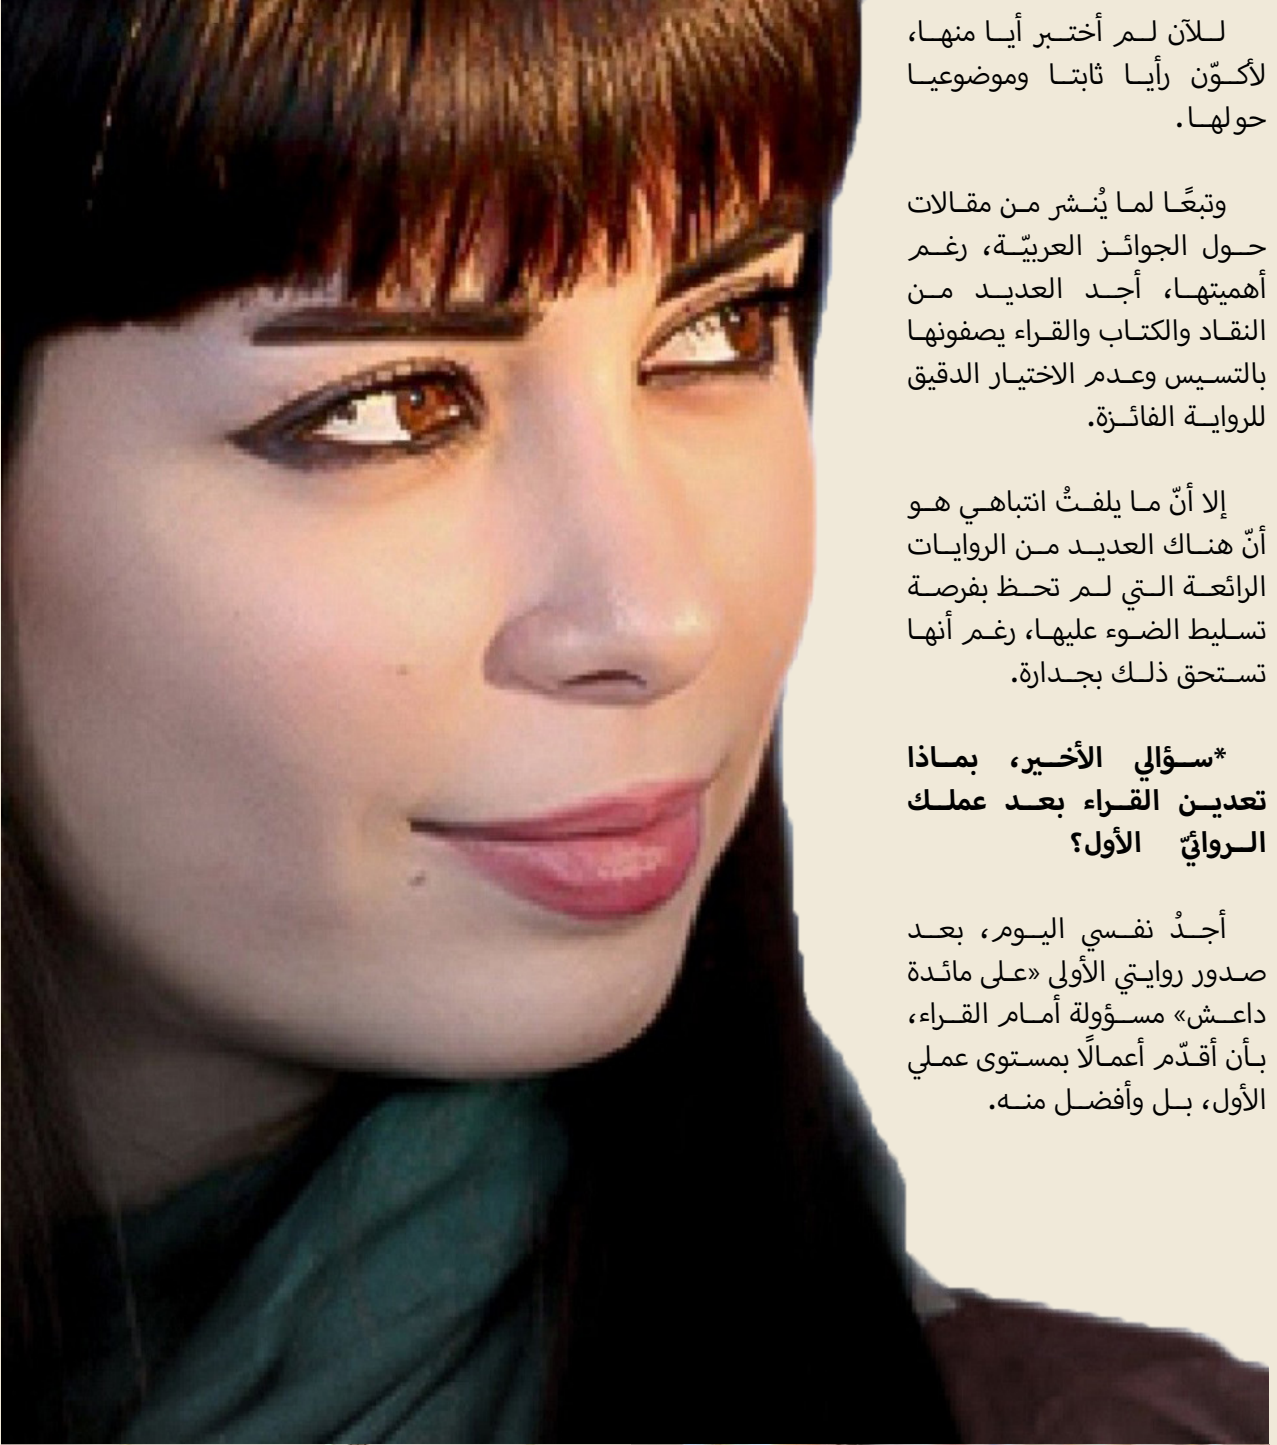 للآن لم أختبر أيا منها،
لأكوّن رأيا ثابتا وموضوعيا
حولها.
وتبعًا لما يُنشر من مقالات
حول الجوائز العربيّة، رغم
أهميتها، أجد العديد من
النقاد والكتاب والقراء يصفونها
بالتسيس وعدم الاختيار الدقيق
للرواية الفائزة.
إلا أنّ ما يلفتُ انتباهي هو
أنّ هناك العديد من الروايات
الرائعة التي لم تحظ بفرصة
تسليط الضوء عليها، رغم أنها
تستحق ذلك بجدارة.
*سؤالي الأخير، بماذا
تعدين القراء بعد عملك
الروائيّ الأول؟
أجدُ نفسي اليوم، بعد
صدور روايتي الأولى «على مائدة
داعش» مسؤولة أمام القراء،
بأن أقدّم أعمالًا بمستوى عملي
الأول، بل وأفضل منه.